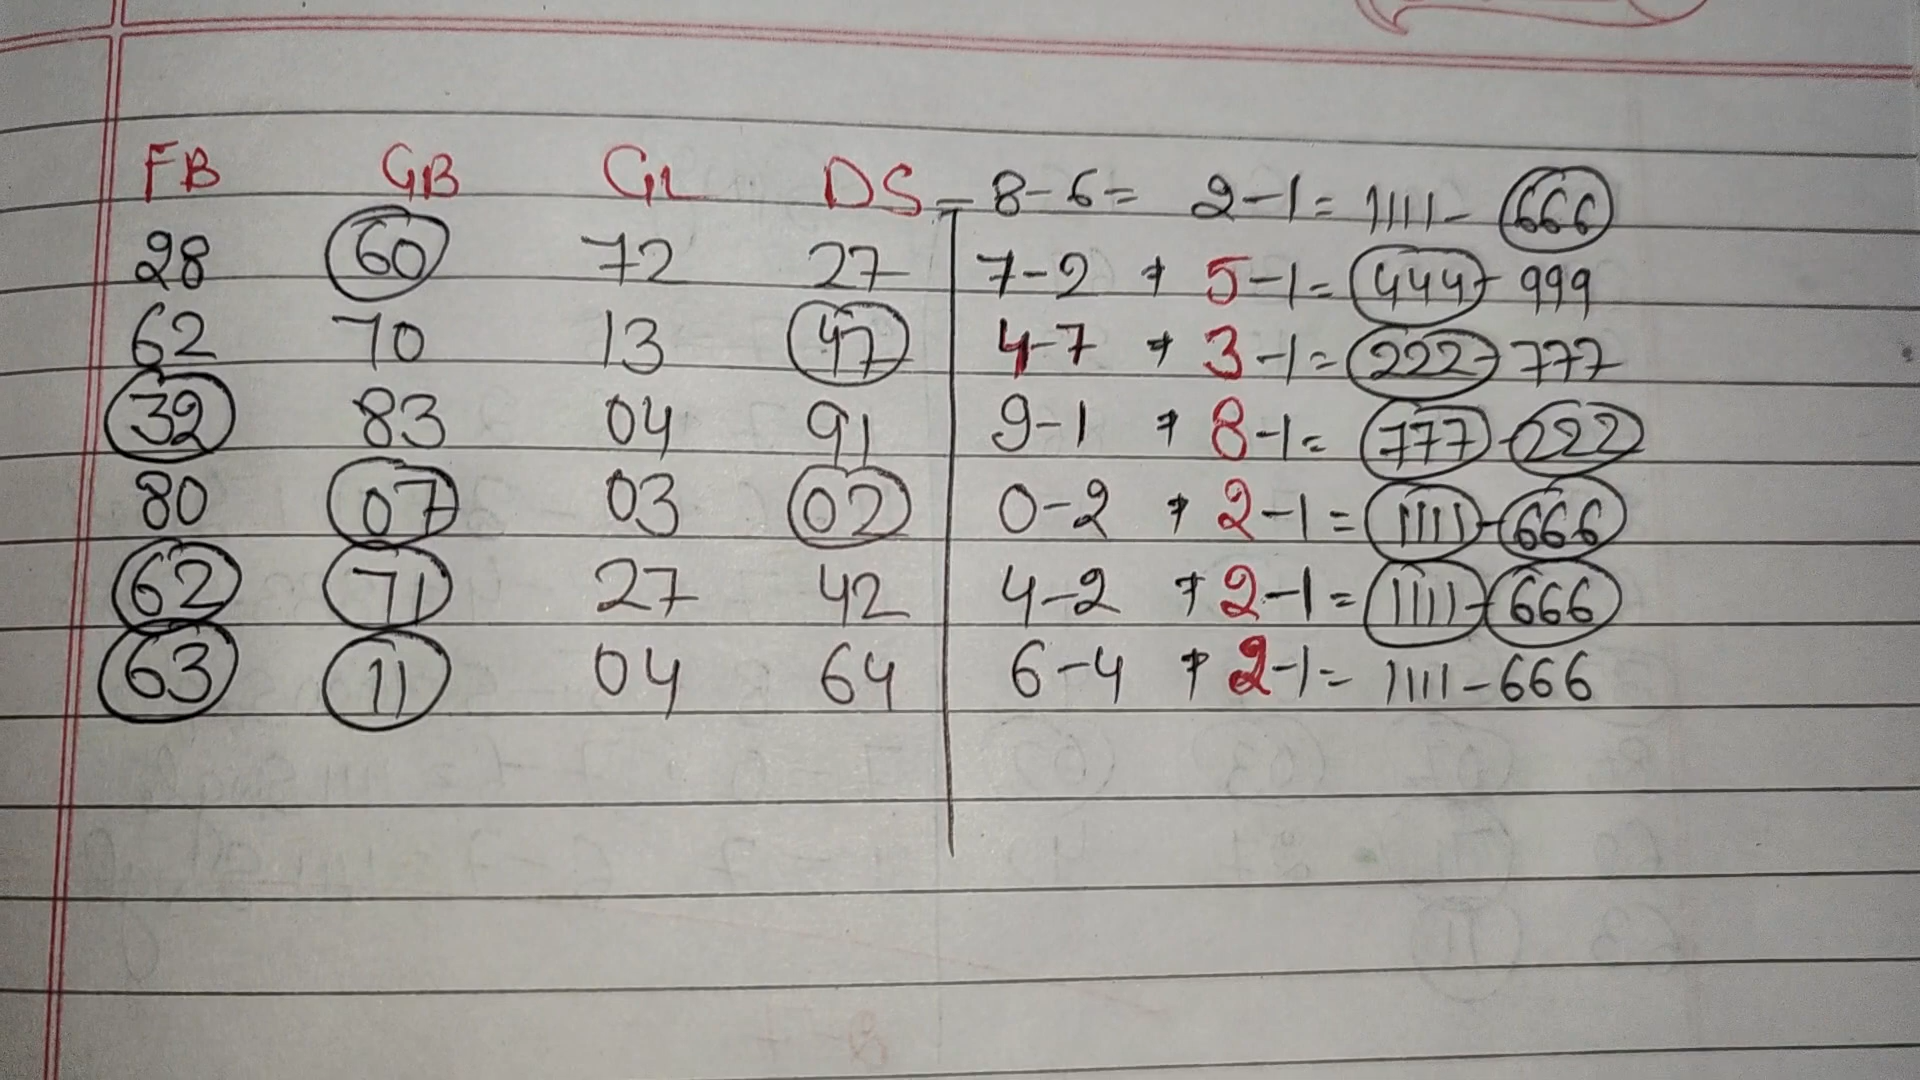 FB GB GL DS - 8-6= 2-1= 1111- 666
28 60 72 27 7-2 = 5-1= 444- 999
62 70 13 47 4-7 = 3-1= 222- 777
39 83 04 91 9-1 = 8-1= 777-222
80 07 03 02 0-2 = 2-1= 1111-666
62 71 27 42 4-2 = 2-1= 1111-666
63 11 04 64 6-4 = 2-1= 1111-666